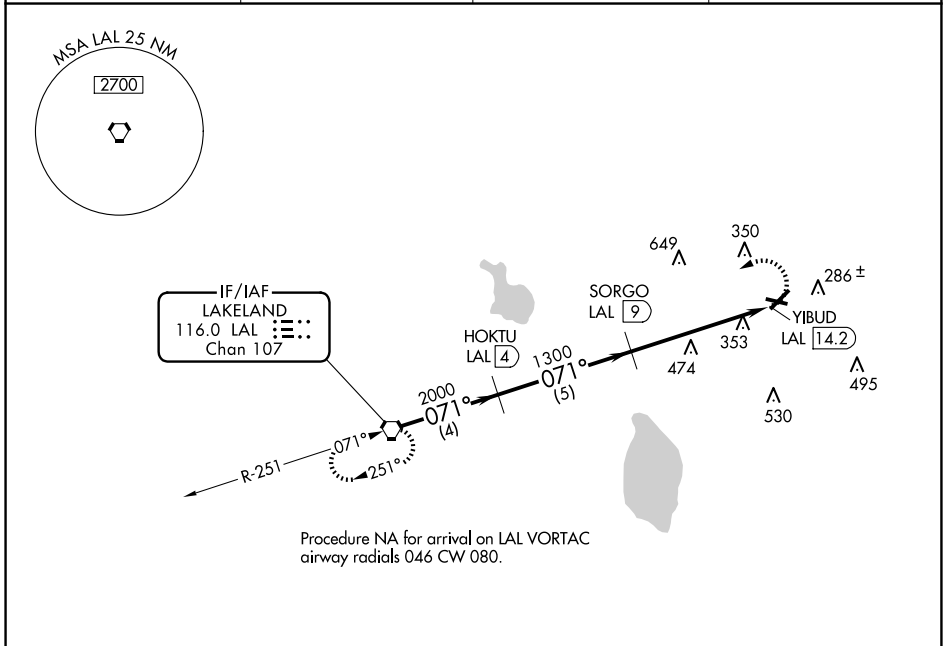 MSA LAL 25 NM
2700
IF/IAF
LAKELAND
116.0 LAL
Chan 107
HOKTU
LAL 4
SORGO
LAL 9
649
350
286 ±
YIBUD
LAL 14.2
353
474
495
530
2000
071°
(4)
1300
071°
(5)
R-251
071°
251°
Procedure NA for arrival on LAL VORTAC
airway radials 046 CW 080.